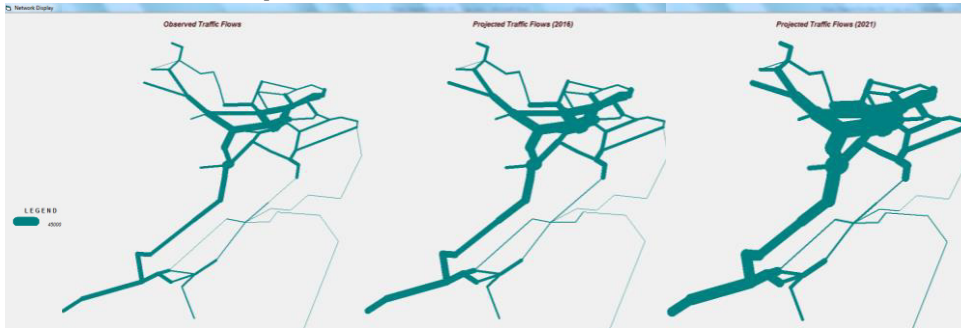 Network Display
Observed Traffic Flows
Projected Traffic Flows (2016)
Projected Traffic Flows (2021)
LEGEND
45000